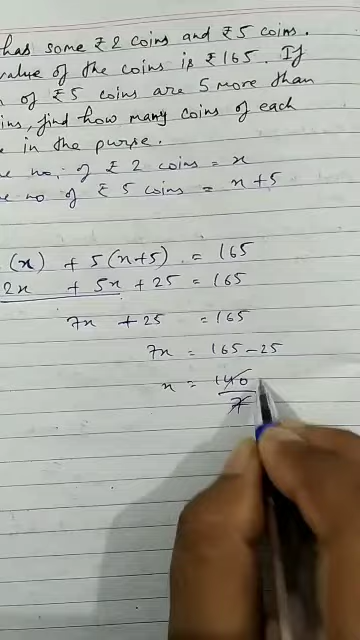 has some ₹2 coins and ₹5 coins.
value of the coins is ₹165. If
of ₹5 coins are 5 more than
find how many coins of each
in the purse.
no. of ₹2 coins = x
no of ₹5 coins = x+5
(x) + 5(x+5) = 165
2x + 5x + 25 = 165
7x + 25 = 165
7x = 165-25
x = 140
7